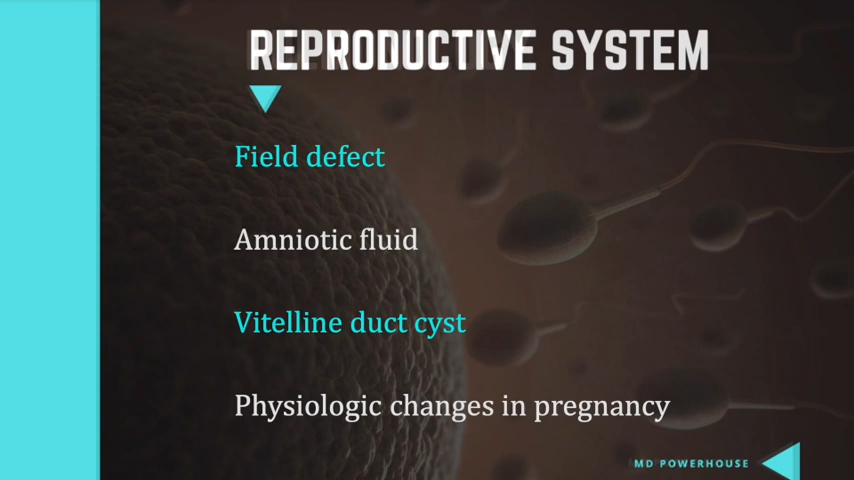 REPRODUCTIVE SYSTEM
Field defect
Amniotic fluid
Vitelline duct cyst
Physiologic changes in pregnancy
MD POWERHOUSE